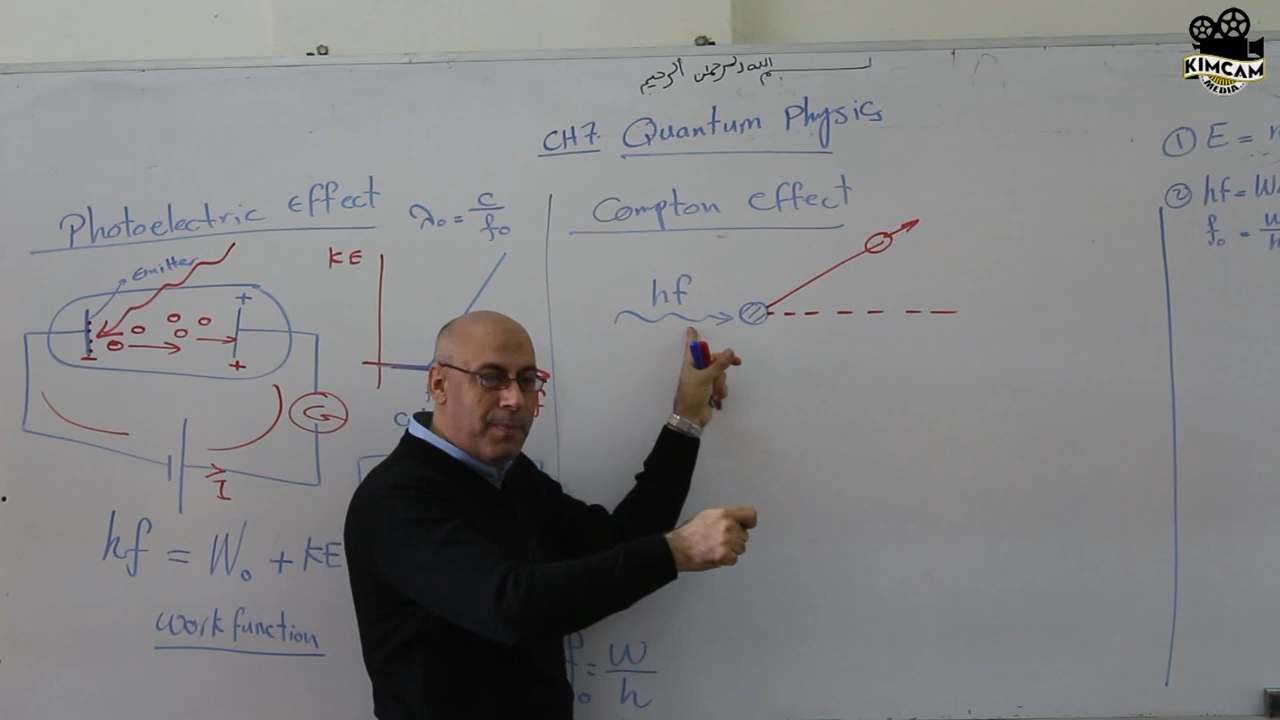 بسم الله الرحمن الرحيم
CH7 Quantum Physics
KIMCAM
MEDIA
Photoelectric Effect
λ₀ = c/f₀
Emitter
+
+
KE
G
I
hf = W₀ + KE
Work function
Compton effect
hf
f₀ = W/h
① E =
② hf = W
f₀ =